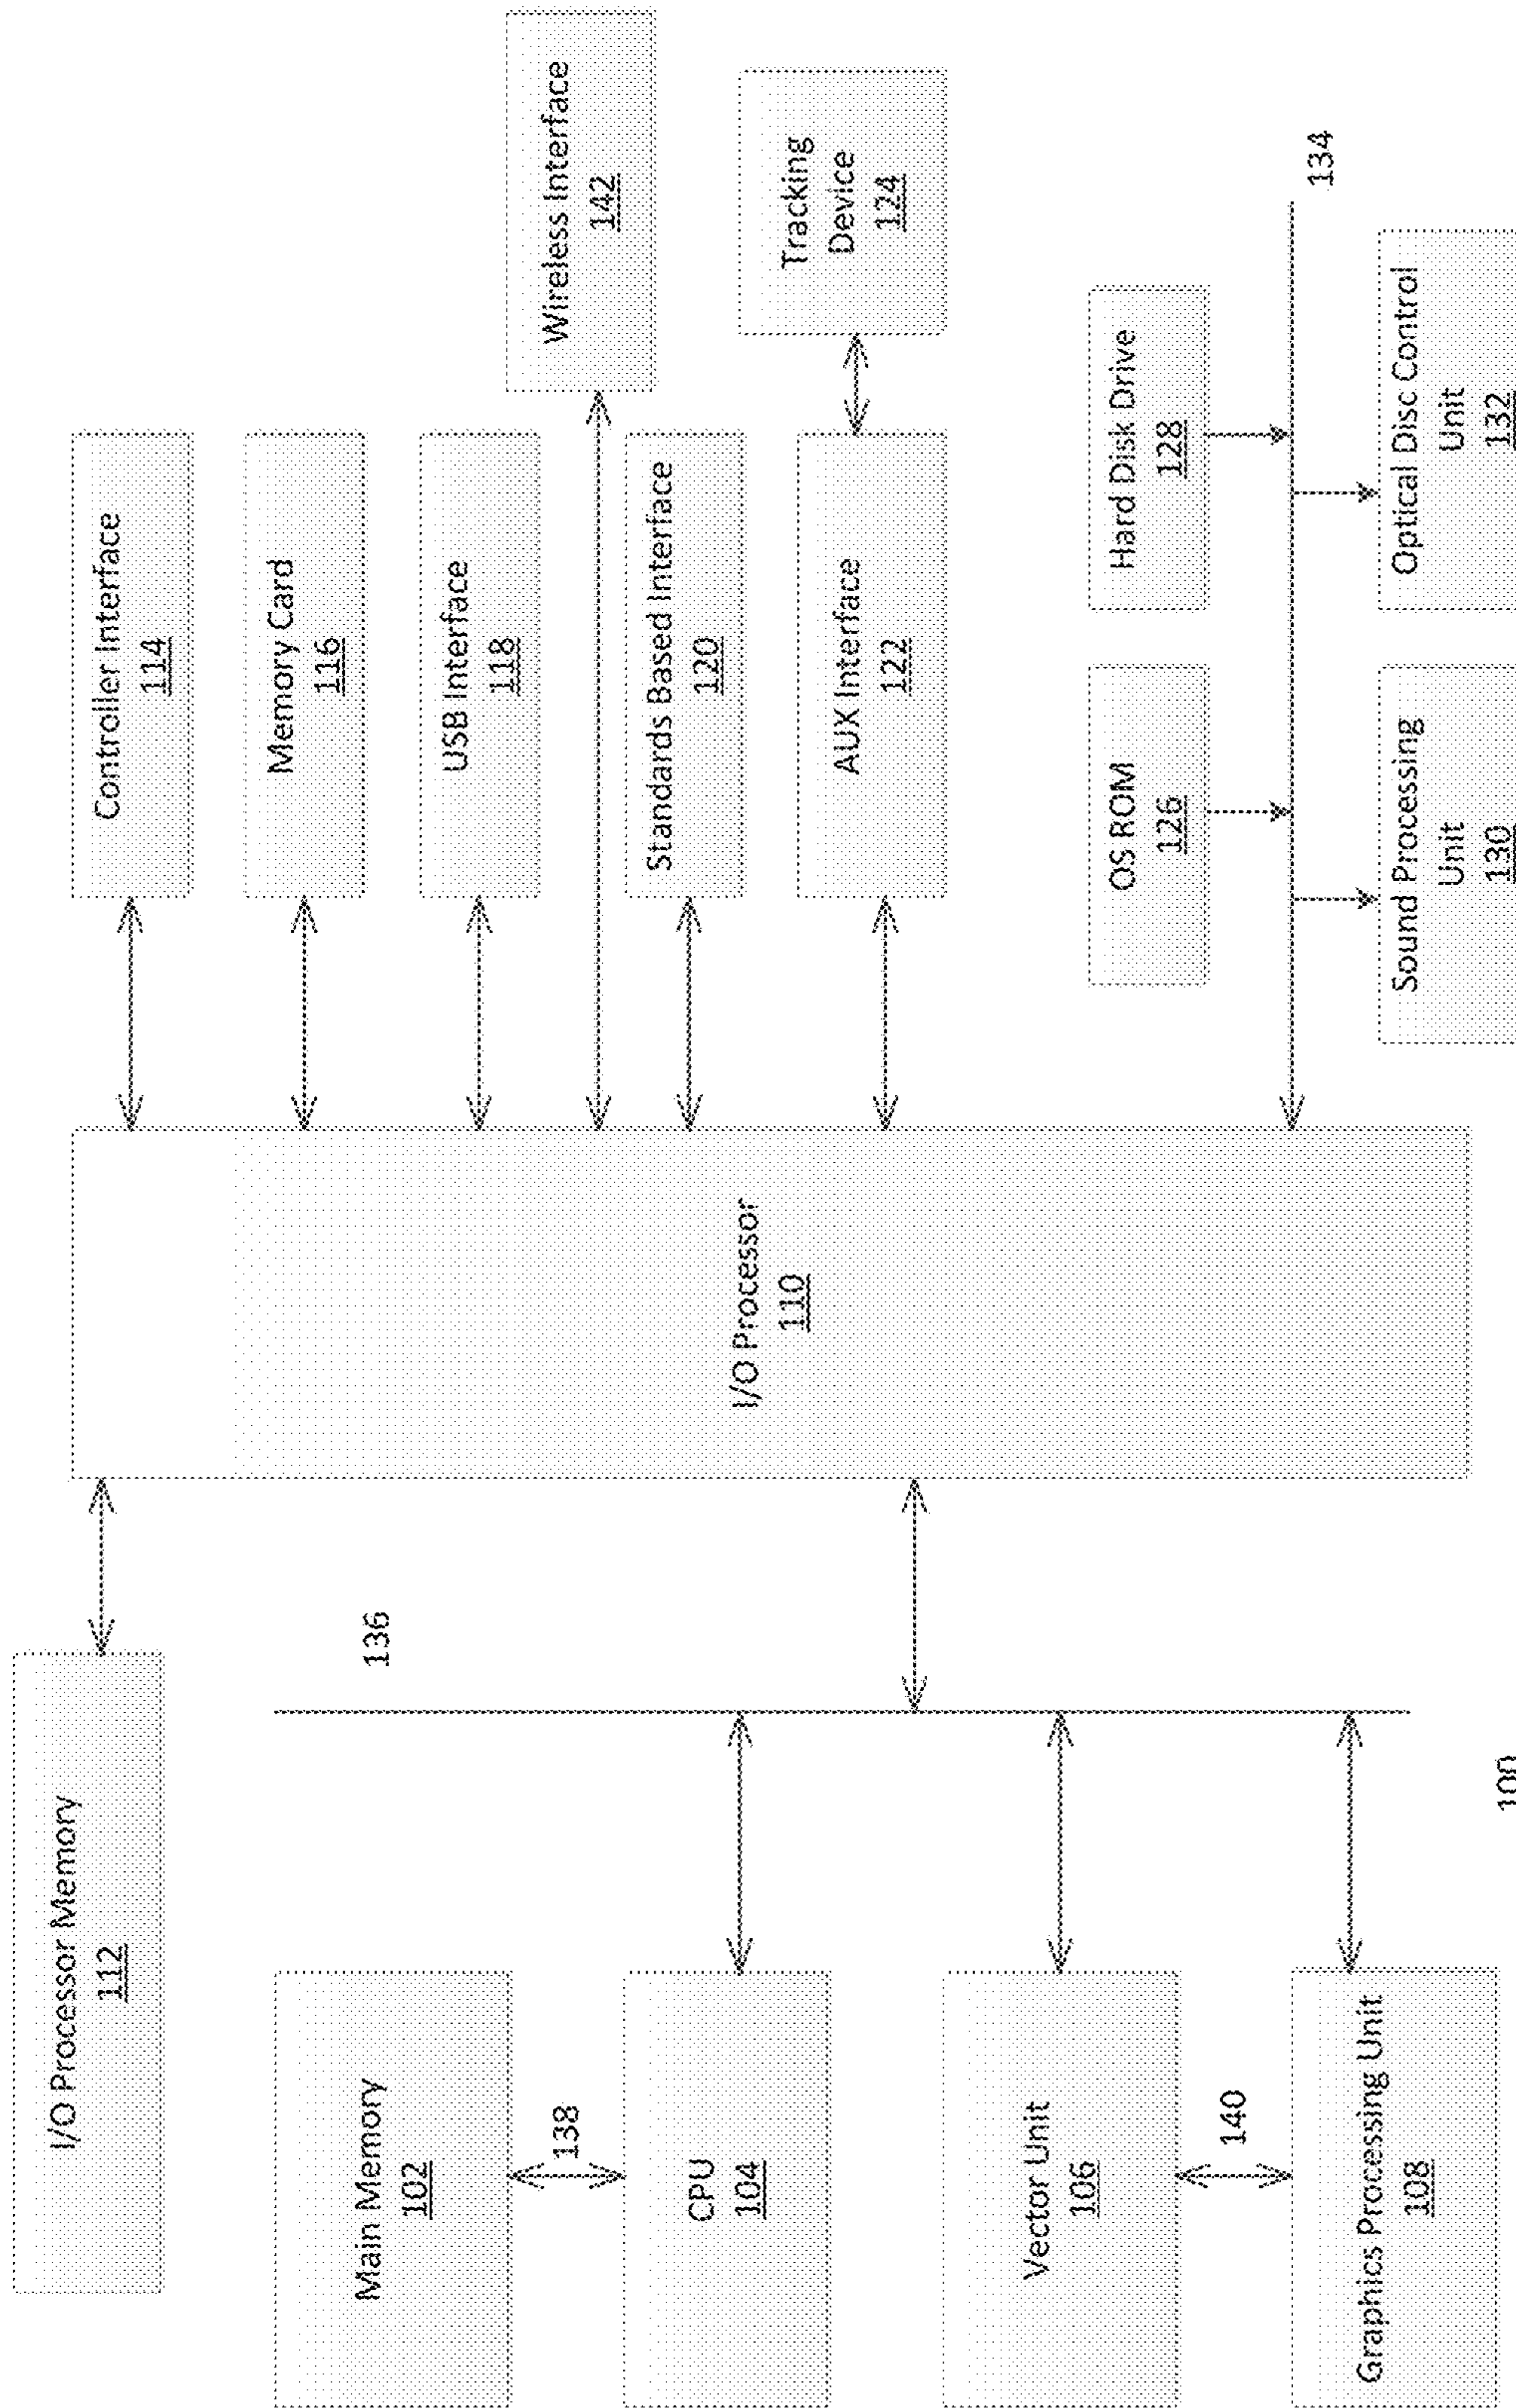 I/O Processor Memory
112
Main Memory
102
138
CPU
104
Vector Unit
106
140
Graphics Processing Unit
108
136
100
I/O Processor
110
Controller Interface
114
Memory Card
116
USB Interface
118
Wireless Interface
142
Standards Based Interface
120
AUX Interface
122
Tracking
Device
124
OS ROM
126
Hard Disk Drive
128
134
Sound Processing
Unit
130
Optical Disc Control
Unit
132